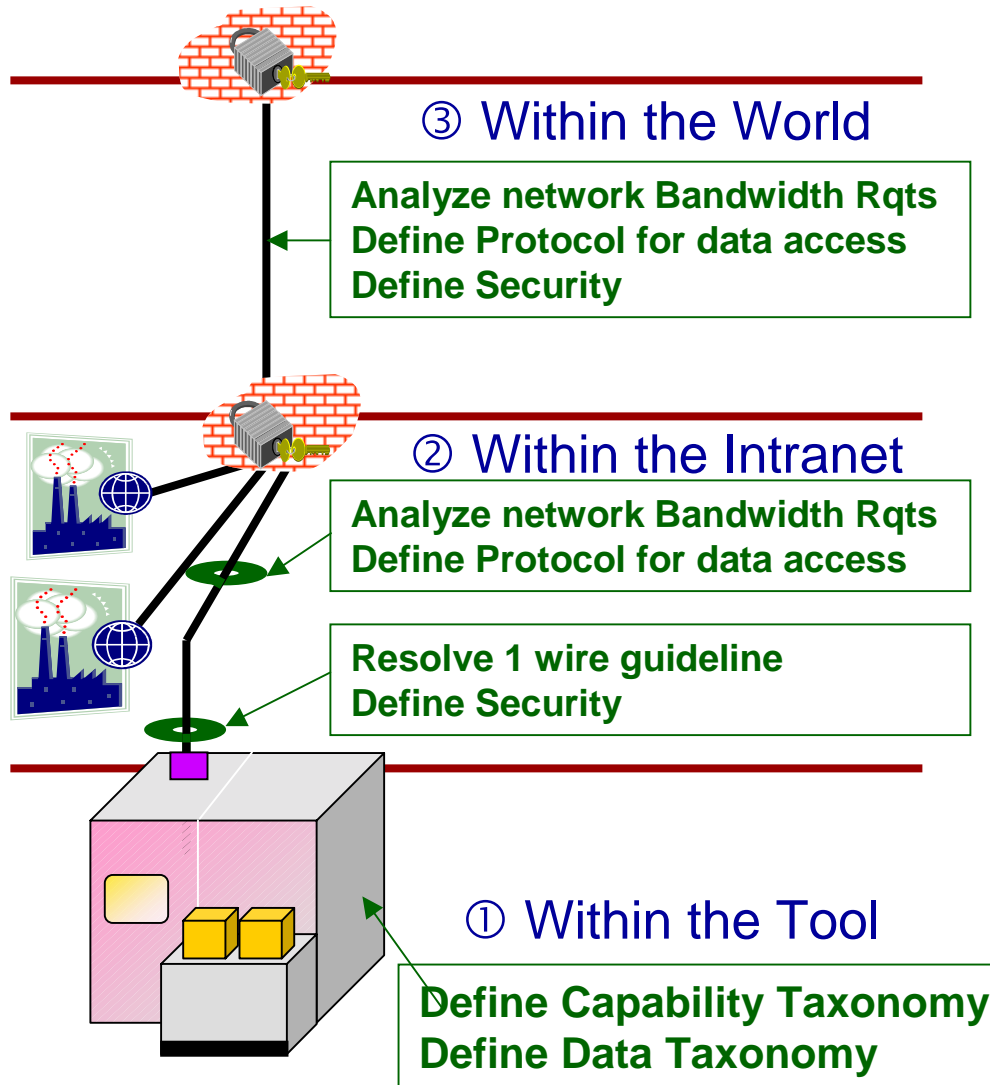 ③ Within the World
Analyze network Bandwidth Rqts
Define Protocol for data access
Define Security
② Within the Intranet
Analyze network Bandwidth Rqts
Define Protocol for data access
Resolve 1 wire guideline
Define Security
① Within the Tool
Define Capability Taxonomy
Define Data Taxonomy